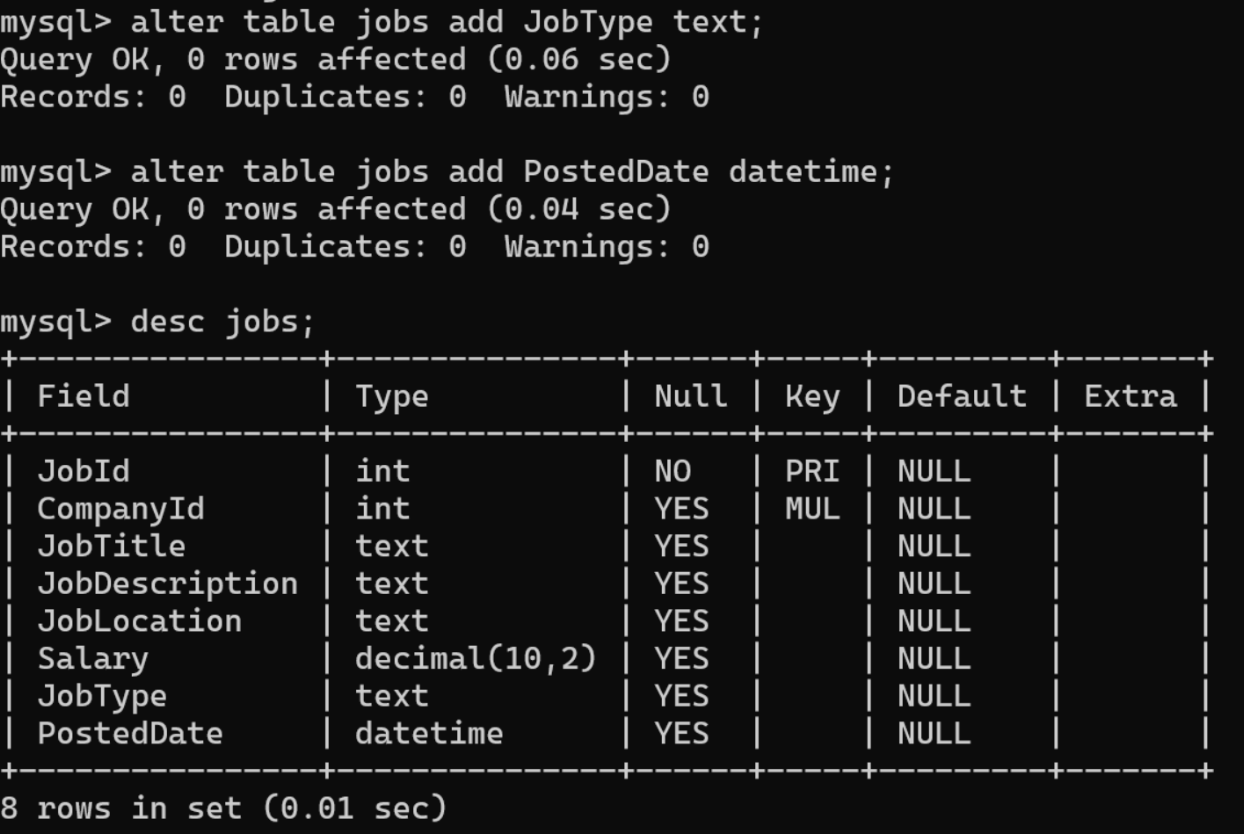 mysql> alter table jobs add JobType text;
Query OK, 0 rows affected (0.06 sec)
Records: 0  Duplicates: 0  Warnings: 0
mysql> alter table jobs add PostedDate datetime;
Query OK, 0 rows affected (0.04 sec)
Records: 0  Duplicates: 0  Warnings: 0
mysql> desc jobs;
+----------------+---------------+------+-----+---------+-------+
| Field          | Type          | Null | Key | Default | Extra |
+----------------+---------------+------+-----+---------+-------+
| JobId          | int           | NO   | PRI | NULL    |       |
| CompanyId      | int           | YES  | MUL | NULL    |       |
| JobTitle       | text          | YES  |     | NULL    |       |
| JobDescription | text          | YES  |     | NULL    |       |
| JobLocation    | text          | YES  |     | NULL    |       |
| Salary         | decimal(10,2) | YES  |     | NULL    |       |
| JobType        | text          | YES  |     | NULL    |       |
| PostedDate     | datetime      | YES  |     | NULL    |       |
+----------------+---------------+------+-----+---------+-------+
8 rows in set (0.01 sec)